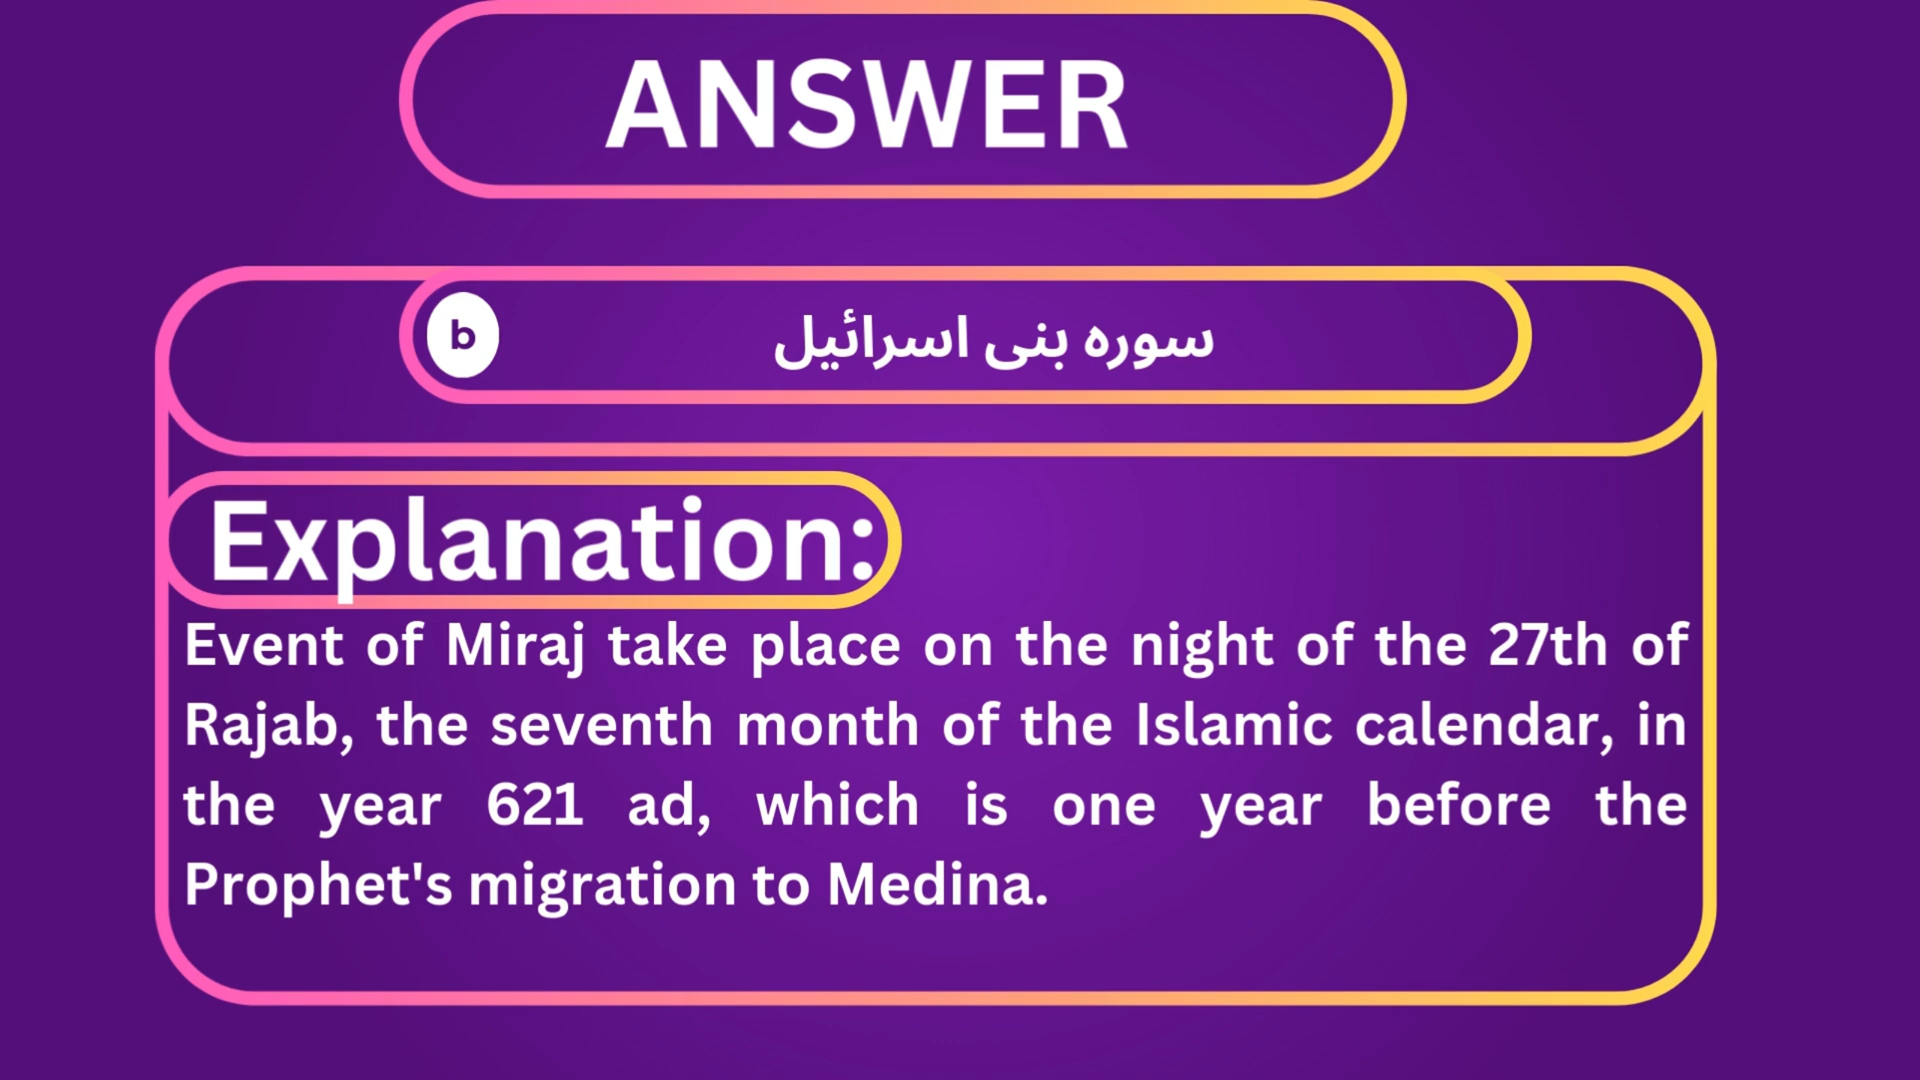 ANSWER
b
سورہ بنی اسرائیل
Explanation:
Event of Miraj take place on the night of the 27th of
Rajab, the seventh month of the Islamic calendar, in
the year 621 ad, which is one year before the
Prophet's migration to Medina.